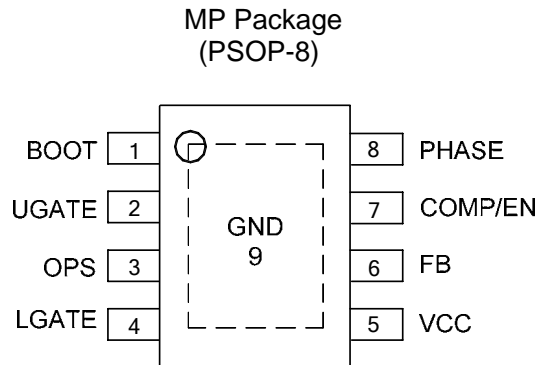 MP Package
(PSOP-8)
BOOT 1 8 PHASE
UGATE 2 7 COMP/EN
GND
9
OPS 3 6 FB
LGATE 4 5 VCC